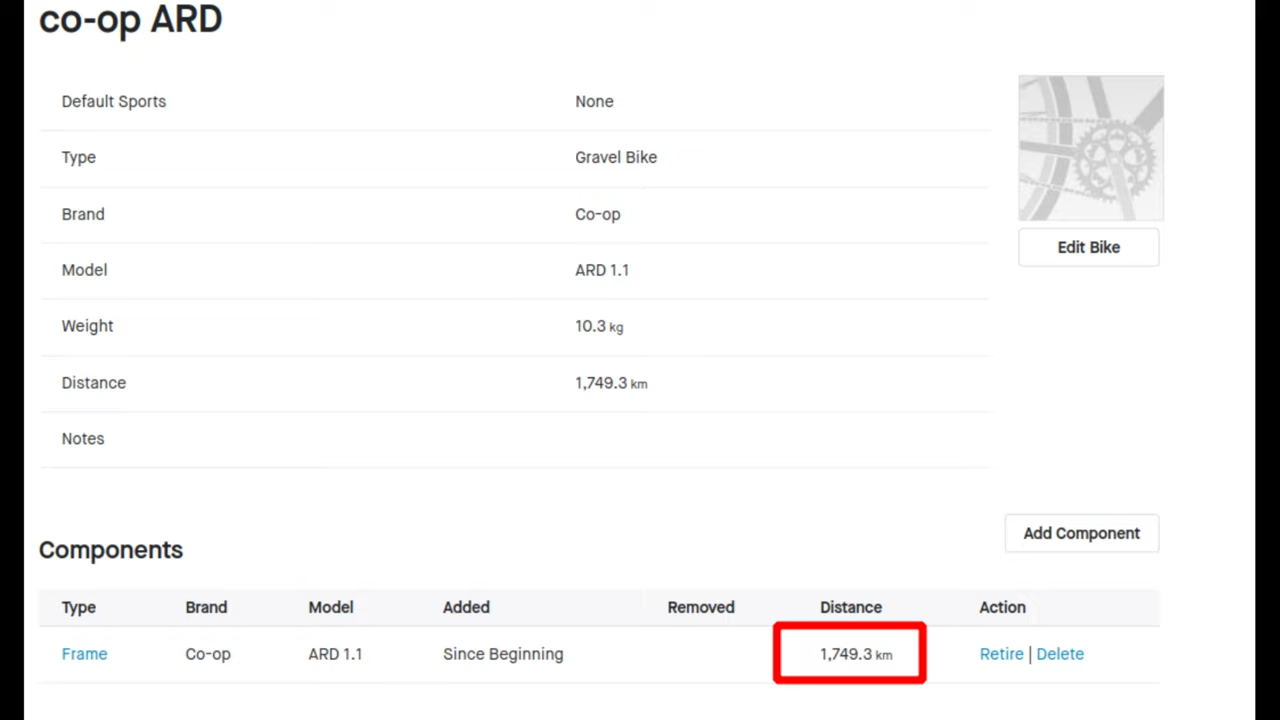 co-op ARD
Default Sports None
Type Gravel Bike
Brand Co-op
Model ARD 1.1
Weight 10.3 kg
Distance 1,749.3 km
Notes
Edit Bike
Add Component
Components
Type Brand Model Added Removed Distance Action
Frame Co-op ARD 1.1 Since Beginning 1,749.3 km Retire | Delete